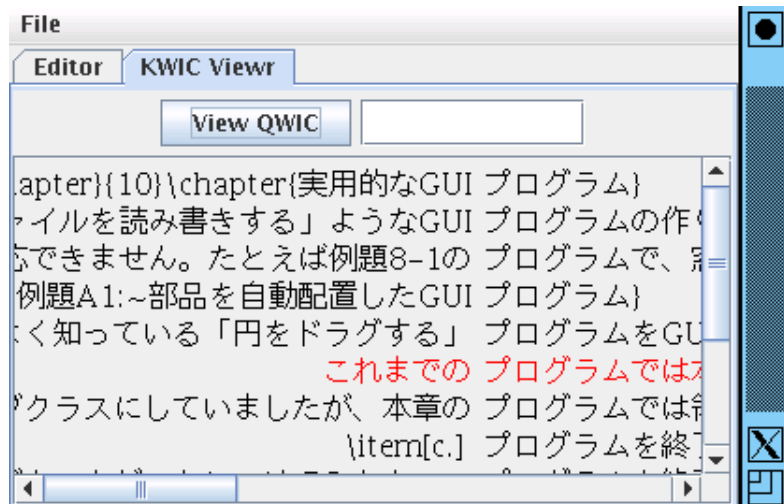 File
Editor KWIC Viewr
View QWIC
apter}{10}\chapter{実用的なGUI プログラム}
イルを読み書きする」ようなGUI プログラムの作
できません。たとえば例題8-1の プログラムで、
例題A1:~部品を自動配置したGUI プログラム}
く知っている「円をドラグする」 プログラムをGU
これまでの プログラムでは
クラスにしていましたが、本章の プログラムでは
\item[c.] プログラムを終